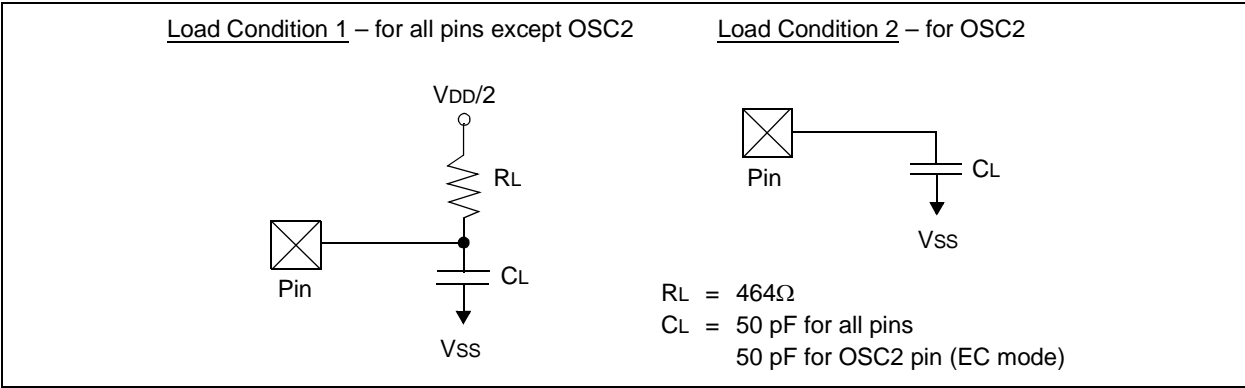 Load Condition 1 – for all pins except OSC2
Load Condition 2 – for OSC2
VDD/2
RL
Pin
CL
VSS
Pin
CL
VSS
RL = 464Ω
CL = 50 pF for all pins
50 pF for OSC2 pin (EC mode)